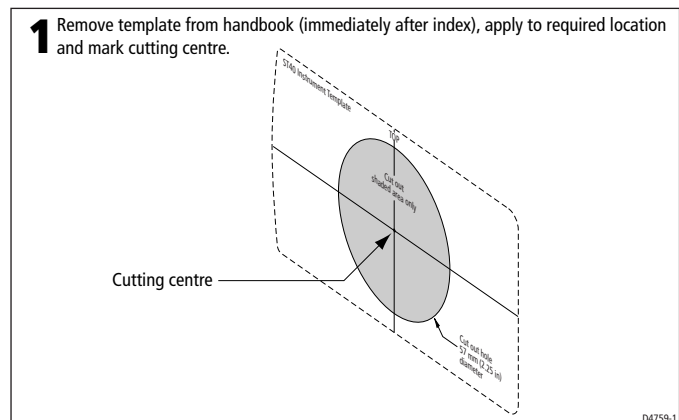 1 Remove template from handbook (immediately after index), apply to required location
and mark cutting centre.
ST40 Instrument Template
TOP
Cut out
shaded area only
Cutting centre
Cut out hole
57 mm (2.25 in)
diameter
D4759-1